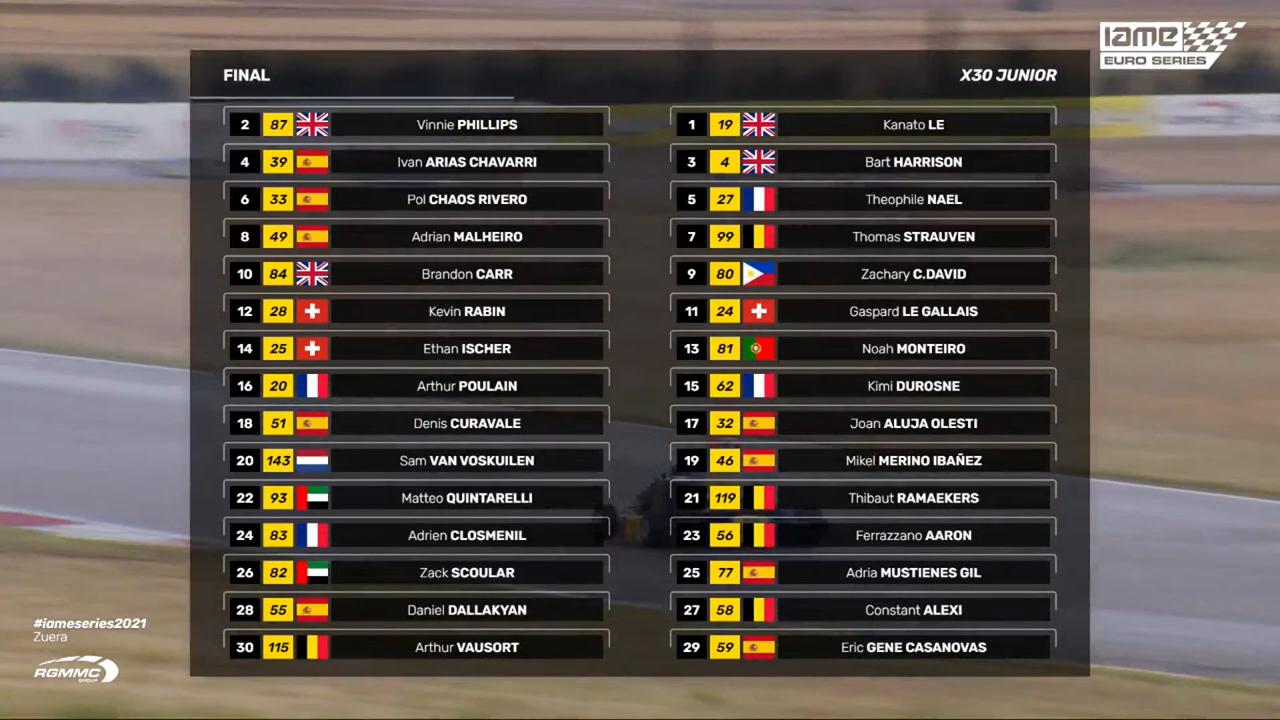 IAME
EURO SERIES
FINAL X30 JUNIOR
2 87 Vinnie PHILLIPS 1 19 Kanato LE
4 39 Ivan ARIAS CHAVARRI 3 4 Bart HARRISON
6 33 Pol CHAOS RIVERO 5 27 Theophile NAEL
8 49 Adrian MALHEIRO 7 99 Thomas STRAUVEN
10 84 Brandon CARR 9 80 Zachary C.DAVID
12 28 Kevin RABIN 11 24 Gaspard LE GALLAIS
14 25 Ethan ISCHER 13 81 Noah MONTEIRO
16 20 Arthur POULAIN 15 62 Kimi DUROSNE
18 51 Denis CURAVALE 17 32 Joan ALUJA OLESTI
20 143 Sam VAN VOSKUILEN 19 46 Mikel MERINO IBAÑEZ
22 93 Matteo QUINTARELLI 21 119 Thibaut RAMAEKERS
24 83 Adrien CLOSMENIL 23 56 Ferrazzano AARON
26 82 Zack SCOULAR 25 77 Adria MUSTIENES GIL
28 55 Daniel DALLAKYAN 27 58 Constant ALEXI
30 115 Arthur VAUSORT 29 59 Eric GENE CASANOVAS
#iameseries2021
Zuera
RGMMC
GROUP